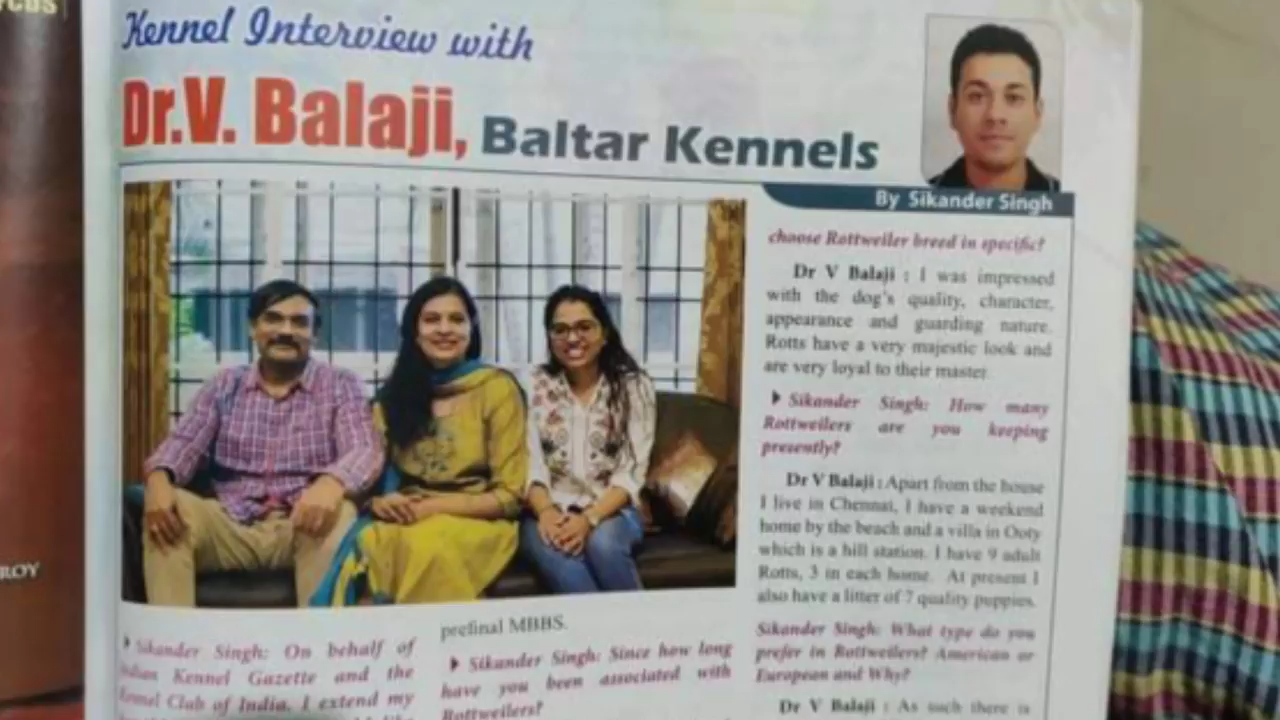 Kennel Interview with
Dr.V. Balaji, Baltar Kennels
By Sikander Singh
Sikander Singh: On behalf of
Indian Kennel Gazette and the
Kennel Club of India, I extend my
prefinal MBBS.
Sikander Singh: Since how long
have you been associated with
Rottweilers?
choose Rottweiler breed in specific?
Dr V Balaji : I was impressed
with the dog's quality, character,
appearance and guarding nature.
Rotts have a very majestic look and
are very loyal to their master.
Sikander Singh: How many
Rottweilers are you keeping
presently?
Dr V Balaji : Apart from the house
I live in Chennai, I have a weekend
home by the beach and a villa in Ooty
which is a hill station. I have 9 adult
Rotts, 3 in each home. At present I
also have a litter of 7 quality puppies.
Sikander Singh: What type do you
prefer in Rottweilers? American or
European and Why?
Dr V Balaji : As such there is
ROY